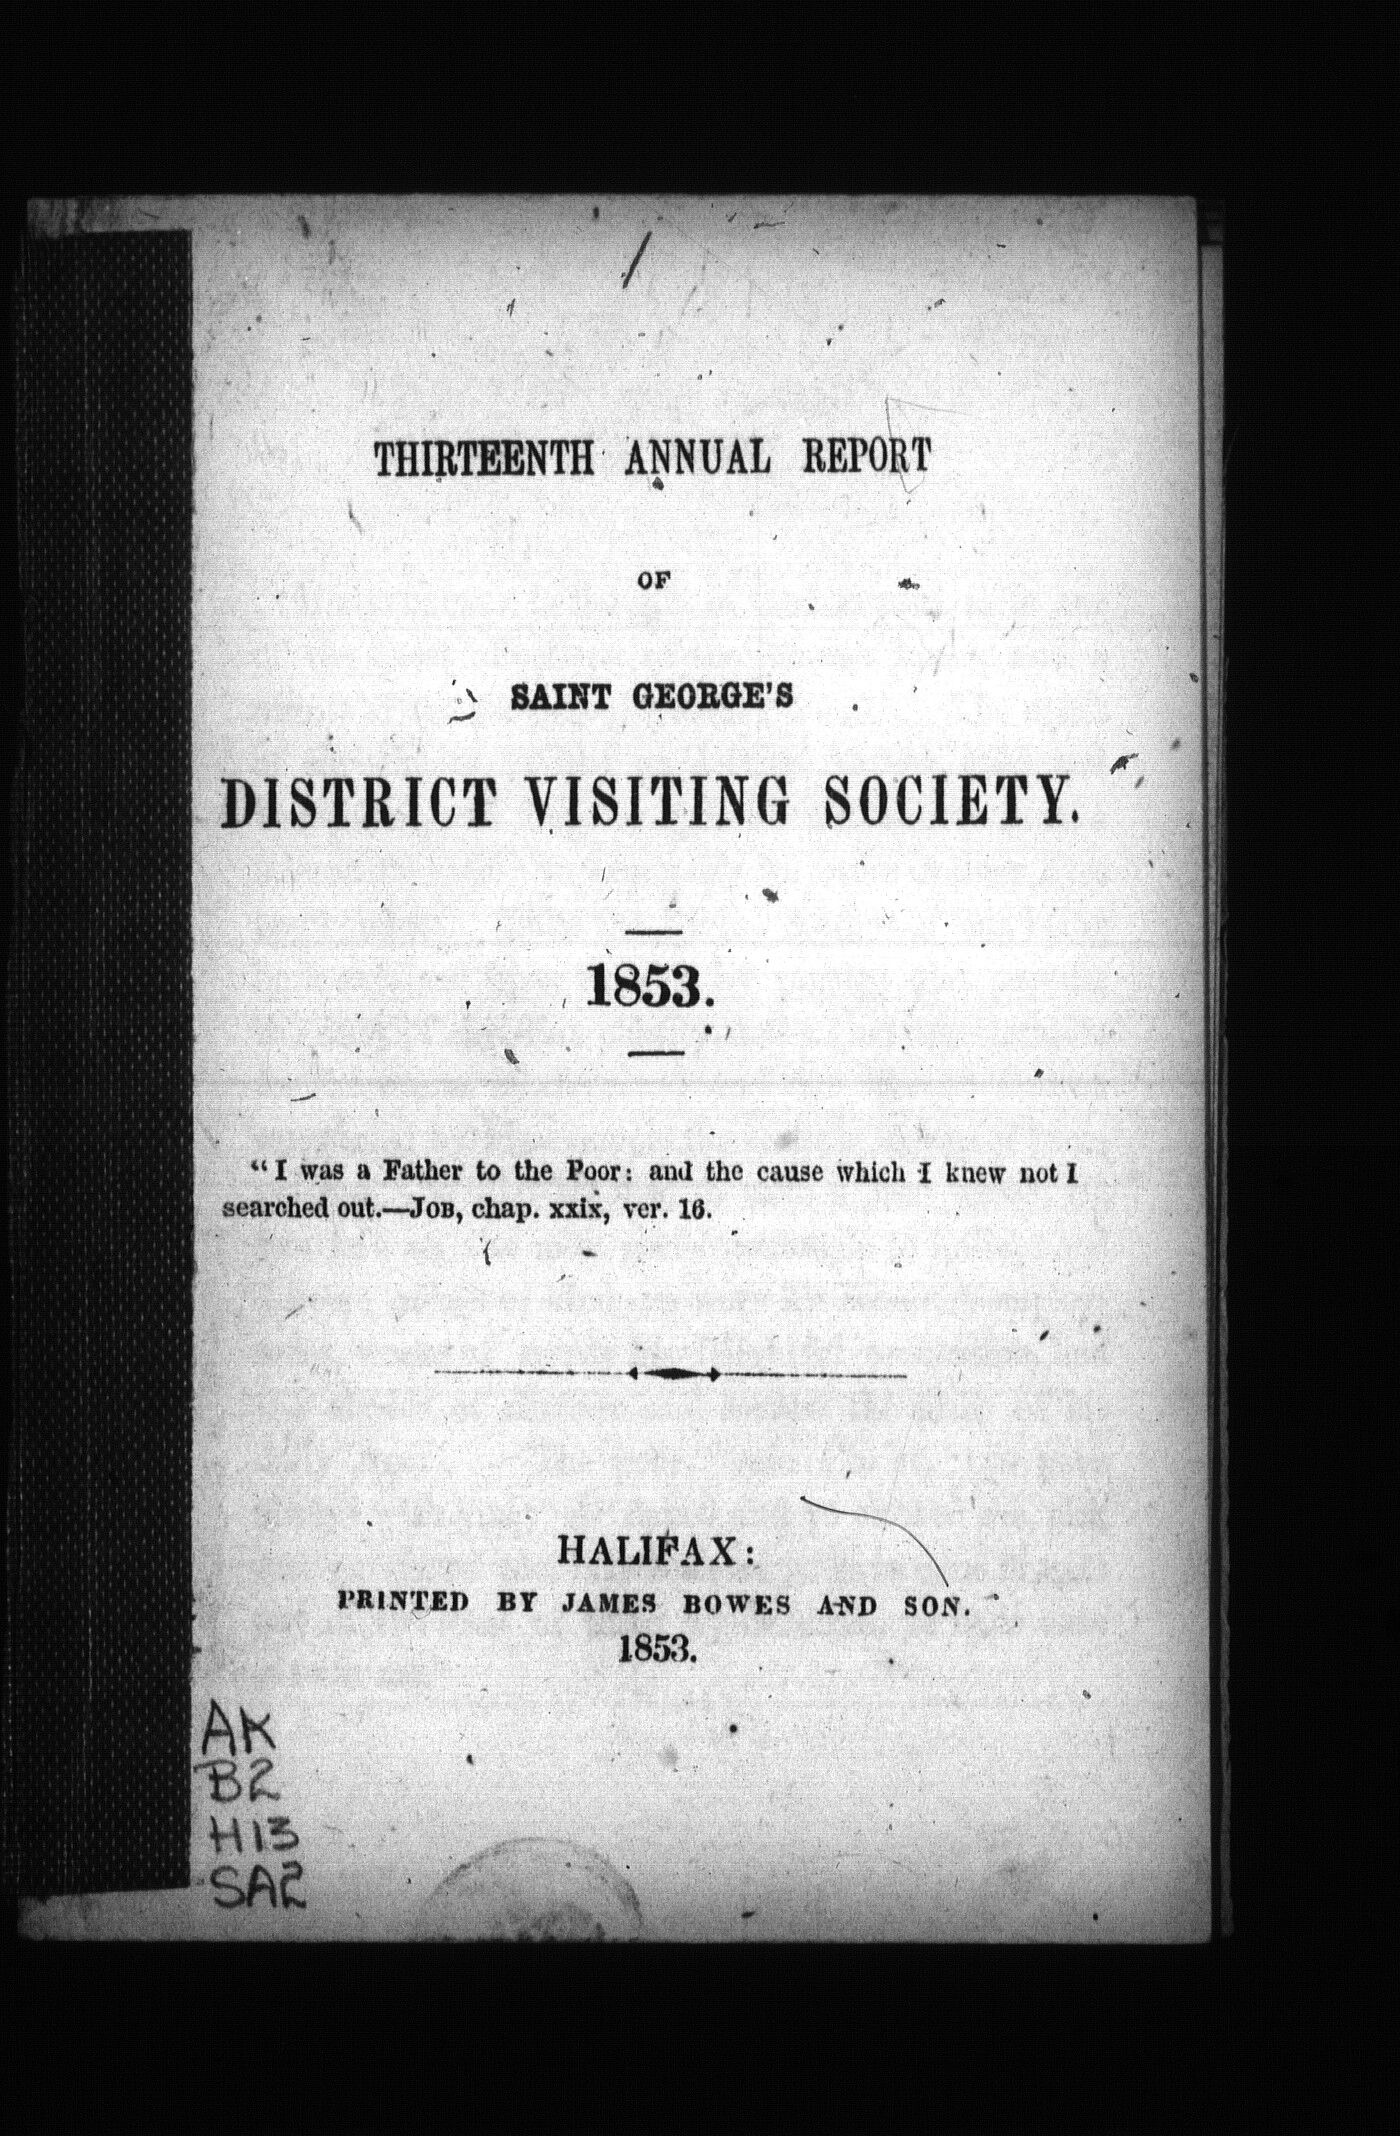 THIRTEENTH ANNUAL REPORT
OF
SAINT GEORGE'S
DISTRICT VISITING SOCIETY.
1853.
"I was a Father to the Poor: and the cause which I knew not I
searched out.—JOB, chap. xxix, ver. 16.
HALIFAX:
PRINTED BY JAMES BOWES AND SON.
1853.
AK
B2
H13
SA2